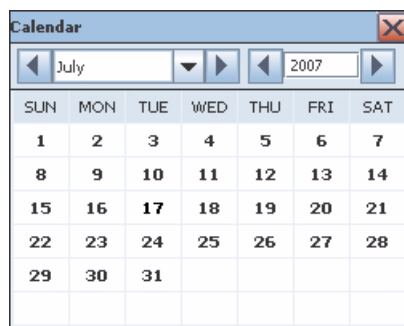 Calendar
July 2007
SUN MON TUE WED THU FRI SAT
1 2 3 4 5 6 7
8 9 10 11 12 13 14
15 16 17 18 19 20 21
22 23 24 25 26 27 28
29 30 31